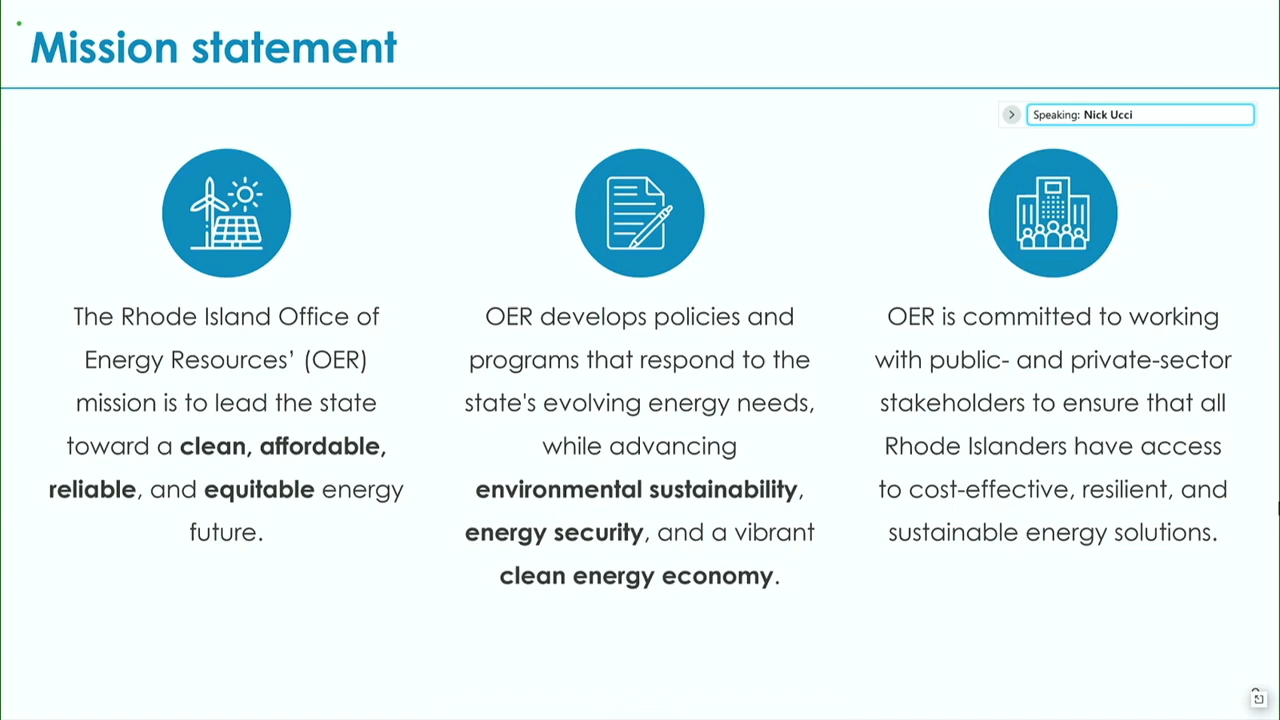 Mission statement
Speaking: Nick Ucci
The Rhode Island Office of
Energy Resources’ (OER)
mission is to lead the state
toward a clean, affordable,
reliable, and equitable energy
future.
OER develops policies and
programs that respond to the
state's evolving energy needs,
while advancing
environmental sustainability,
energy security, and a vibrant
clean energy economy.
OER is committed to working
with public- and private-sector
stakeholders to ensure that all
Rhode Islanders have access
to cost-effective, resilient, and
sustainable energy solutions.